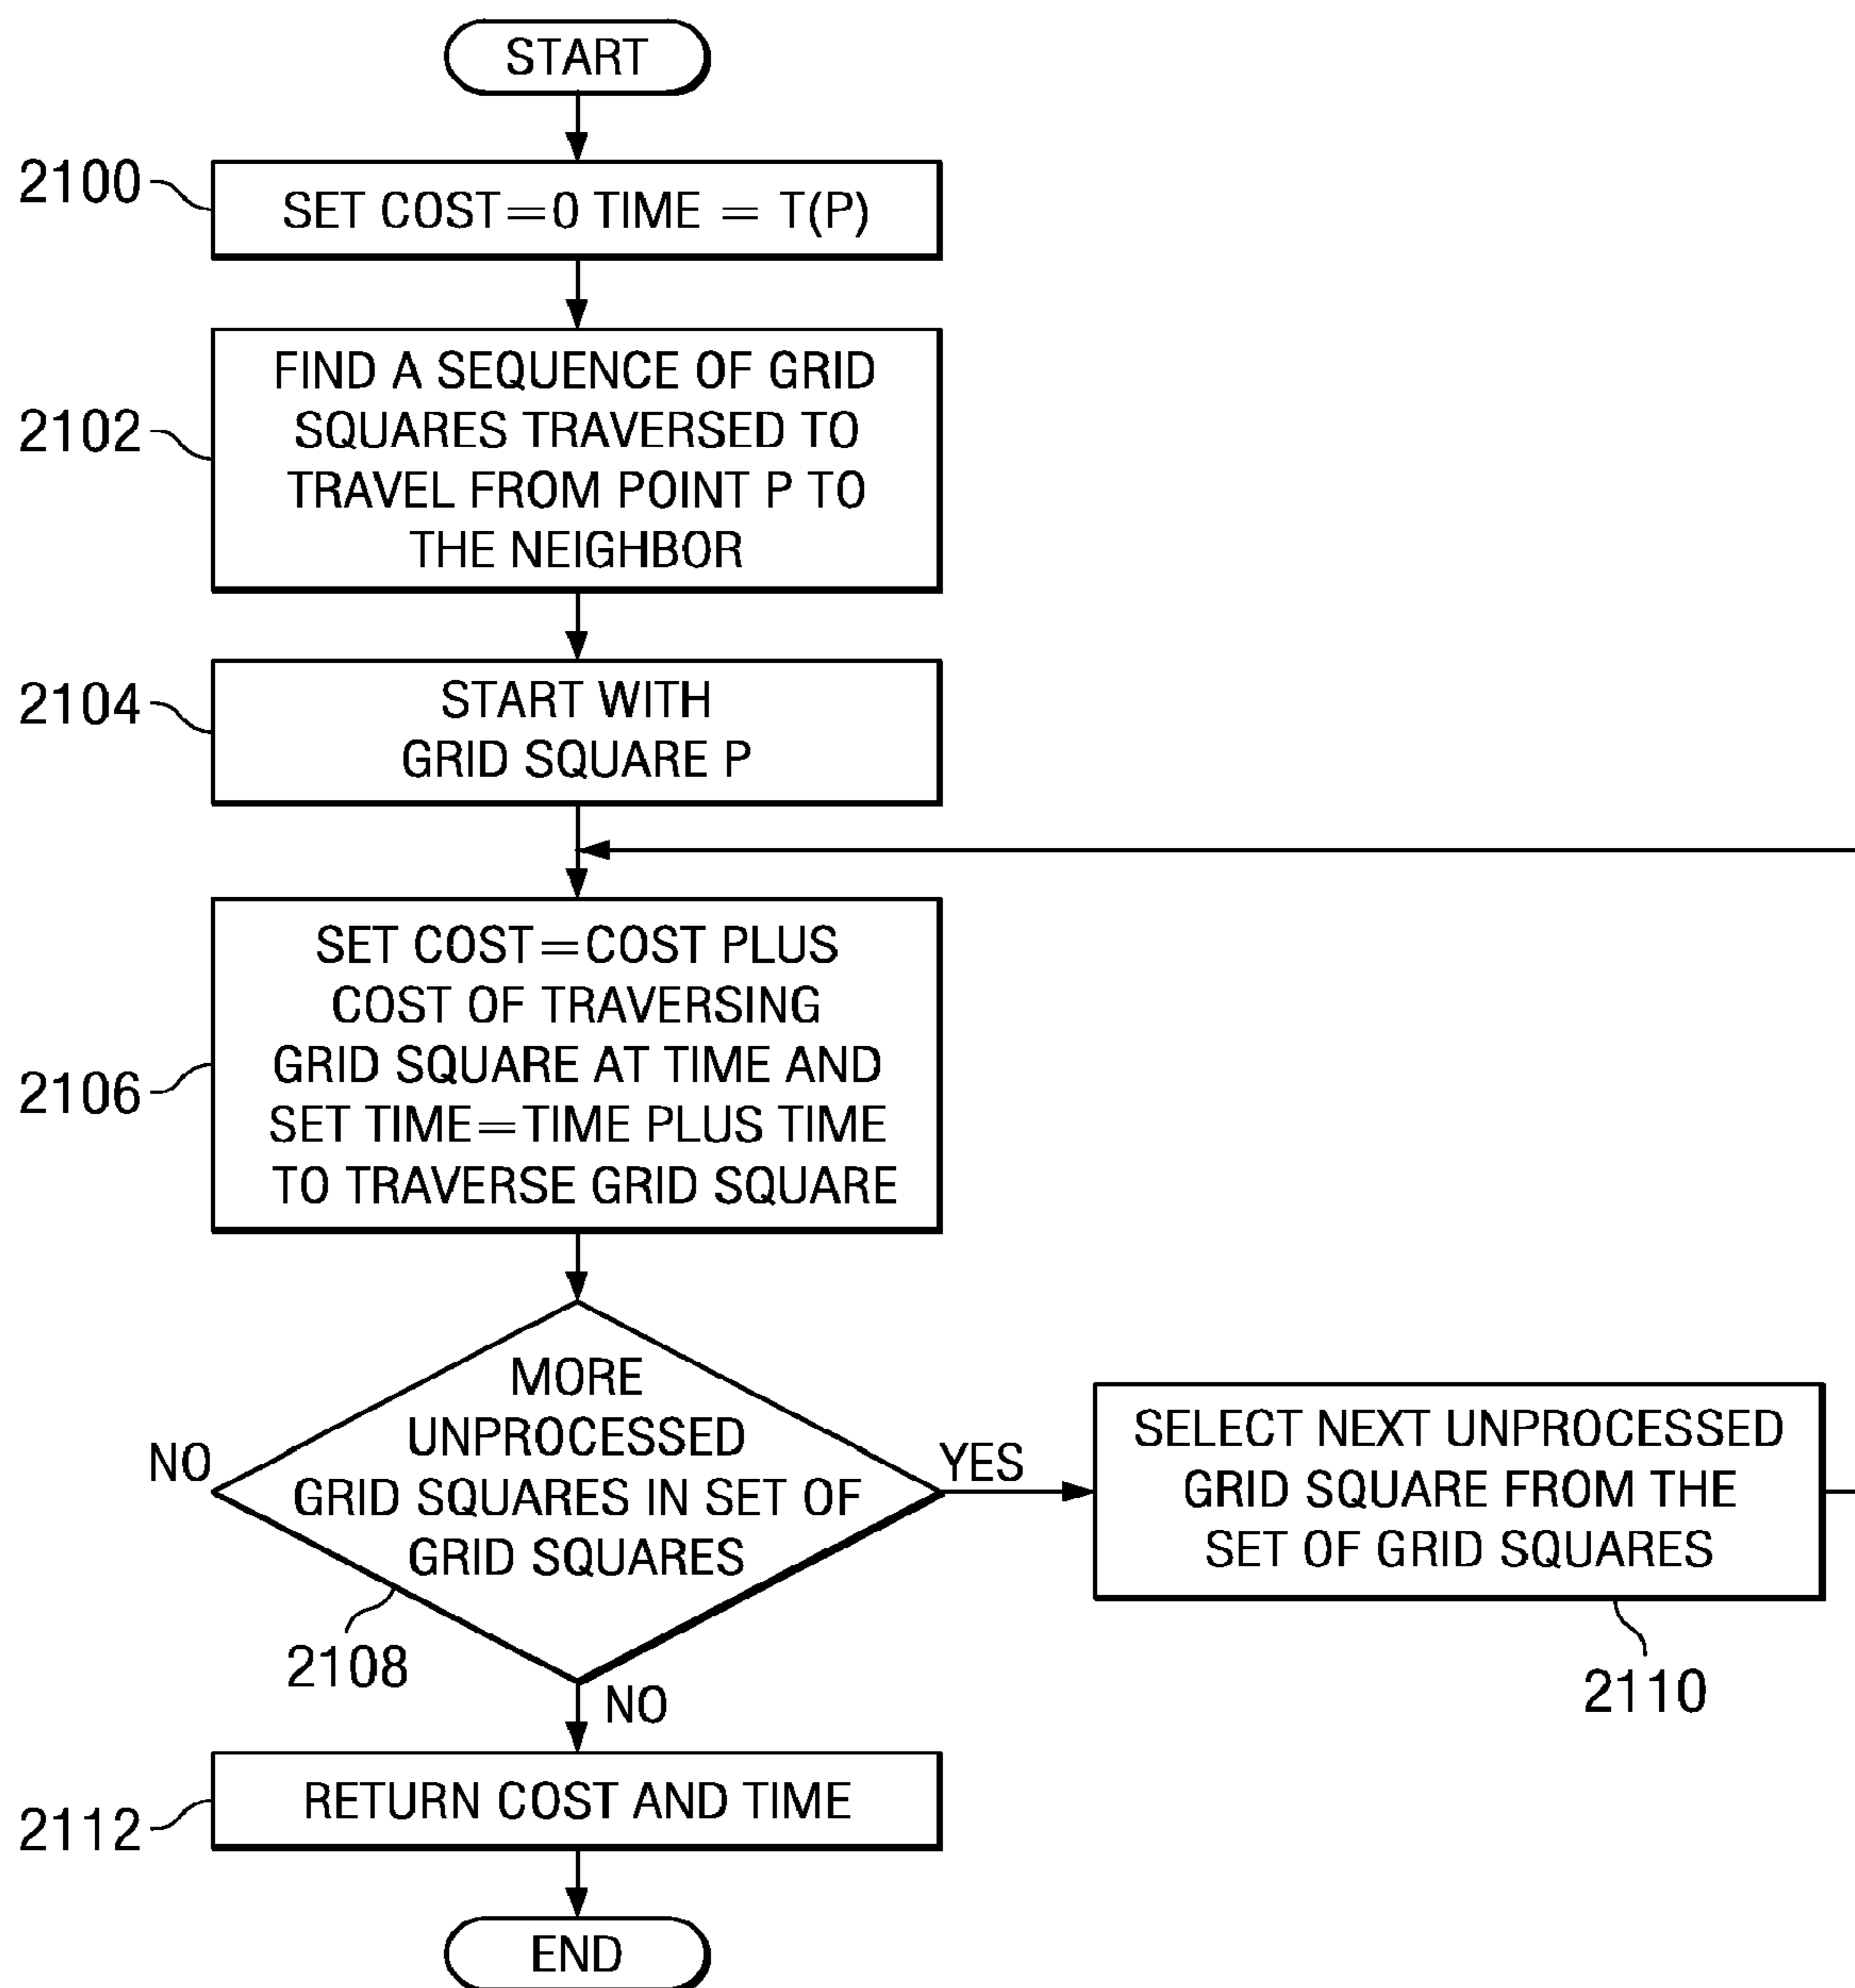 START
2100
SET COST=0 TIME = T(P)
2102
FIND A SEQUENCE OF GRID
SQUARES TRAVERSED TO
TRAVEL FROM POINT P TO
THE NEIGHBOR
2104
START WITH
GRID SQUARE P
2106
SET COST=COST PLUS
COST OF TRAVERSING
GRID SQUARE AT TIME AND
SET TIME=TIME PLUS TIME
TO TRAVERSE GRID SQUARE
NO
MORE
UNPROCESSED
GRID SQUARES IN SET OF
GRID SQUARES
2108
YES
SELECT NEXT UNPROCESSED
GRID SQUARE FROM THE
SET OF GRID SQUARES
2110
NO
2112
RETURN COST AND TIME
END